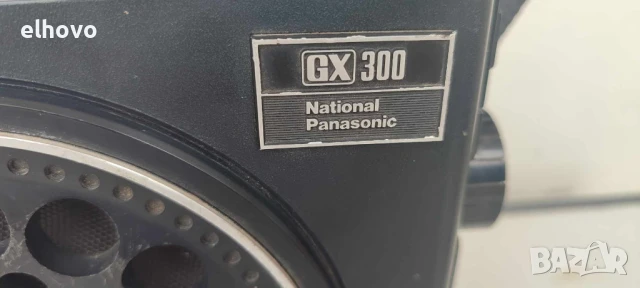 elhovo
GX 300
National
Panasonic
BAZAR